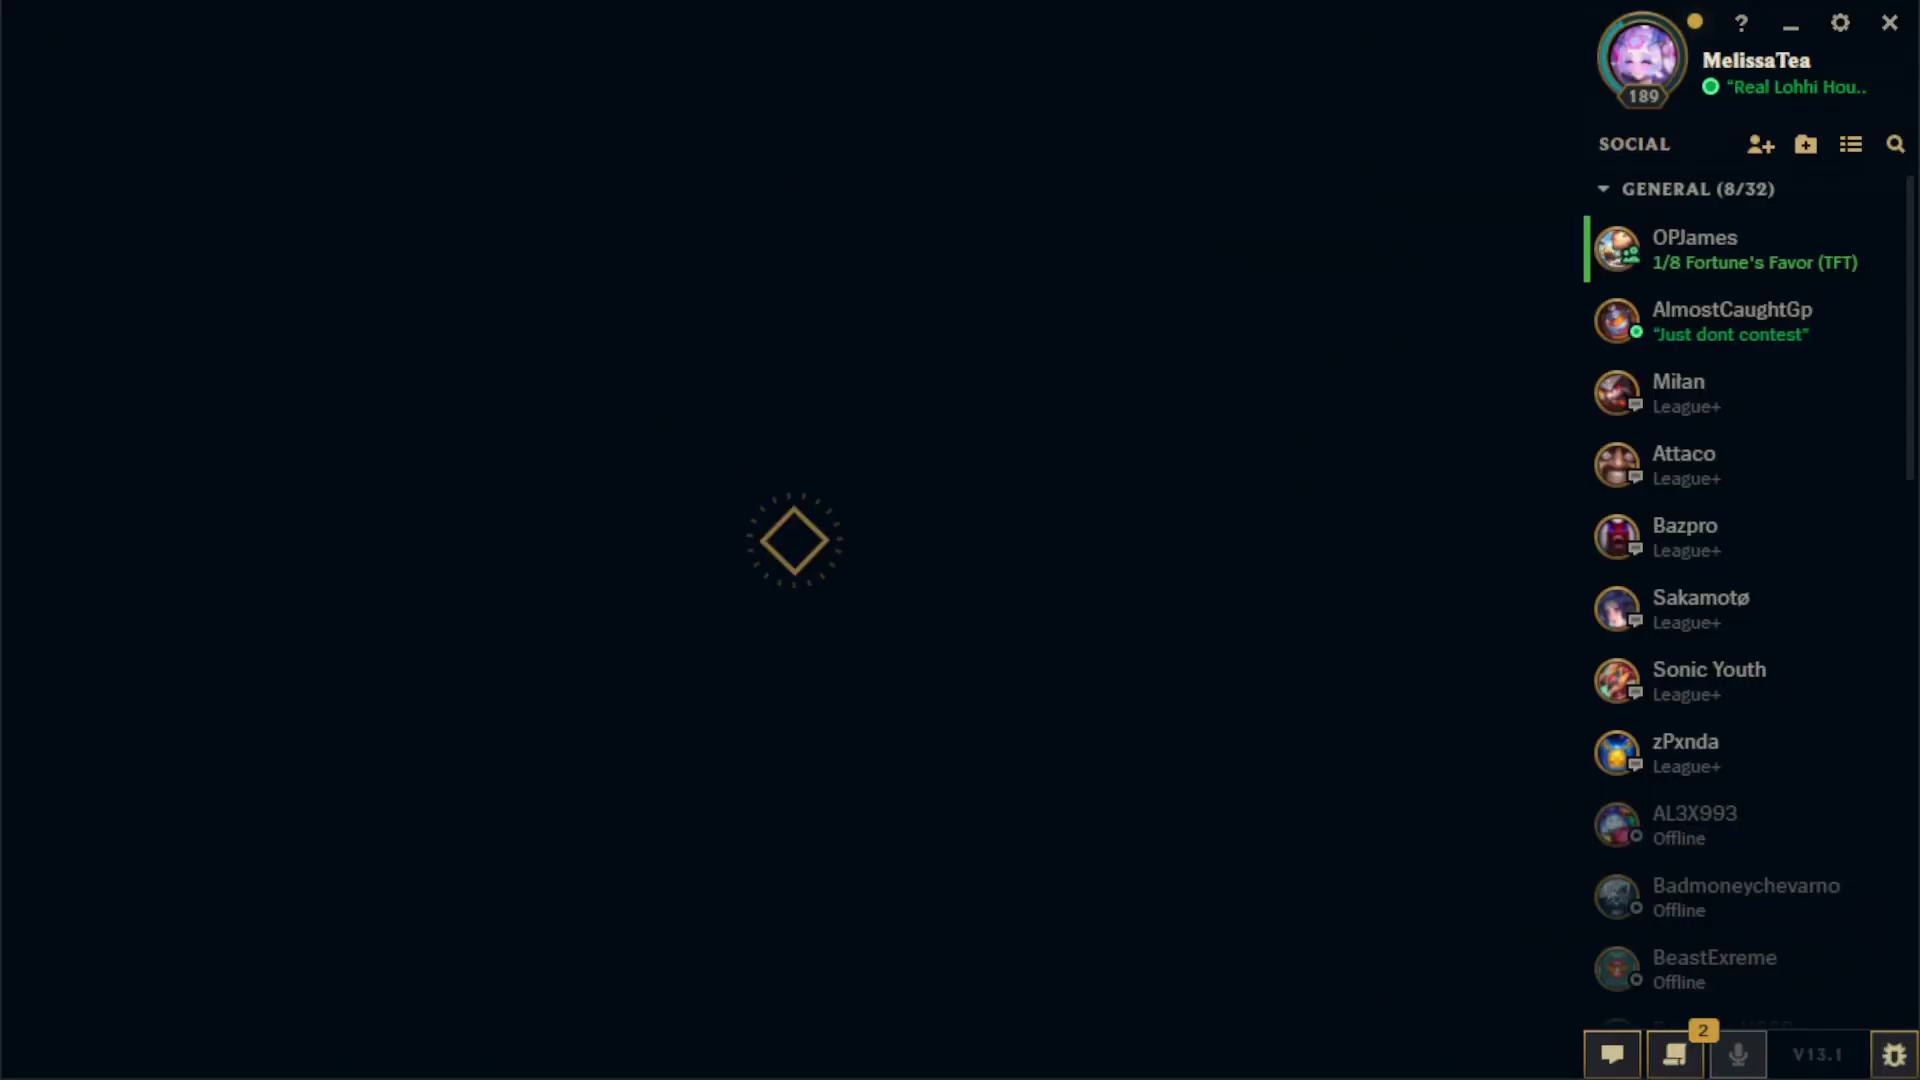 ?
MelissaTea
189
“Real Lohhi Hou..
SOCIAL
GENERAL (8/32)
OPJames
1/8 Fortune's Favor (TFT)
AlmostCaughtGp
“Just dont contest”
Milan
League+
Attaco
League+
Bazpro
League+
Sakamotø
League+
Sonic Youth
League+
zPxnda
League+
AL3X993
Offline
Badmoneychevarno
Offline
BeastExreme
Offline
2
V13.1